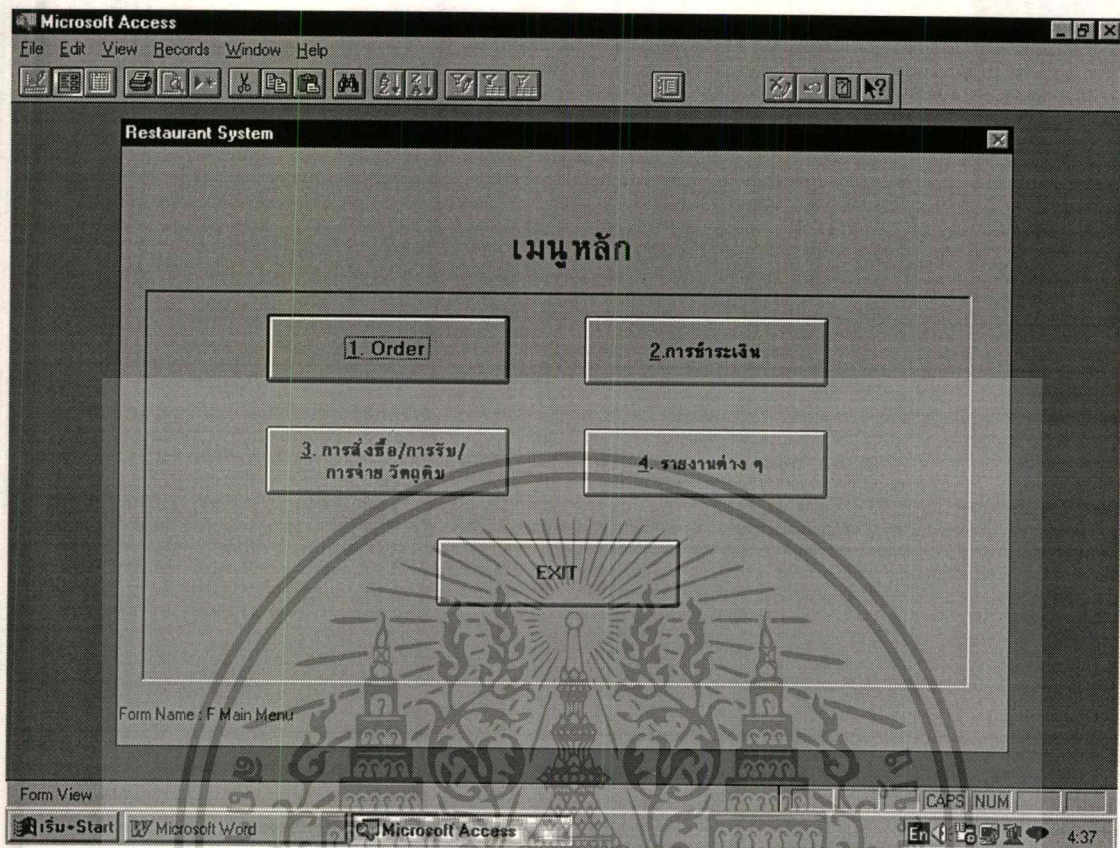 Microsoft Access
File Edit View Records Window Help
Restaurant System
เมนูหลัก
1. Order
2.การชำระเงิน
3. การสั่งซื้อ/การรับ/
การจ่าย วัตถุดิบ
4. รายงานต่าง ๆ
EXIT
Form Name : F Main Menu
Form View
CAPS NUM
เริ่ม-Start Microsoft Word Microsoft Access En 4:37